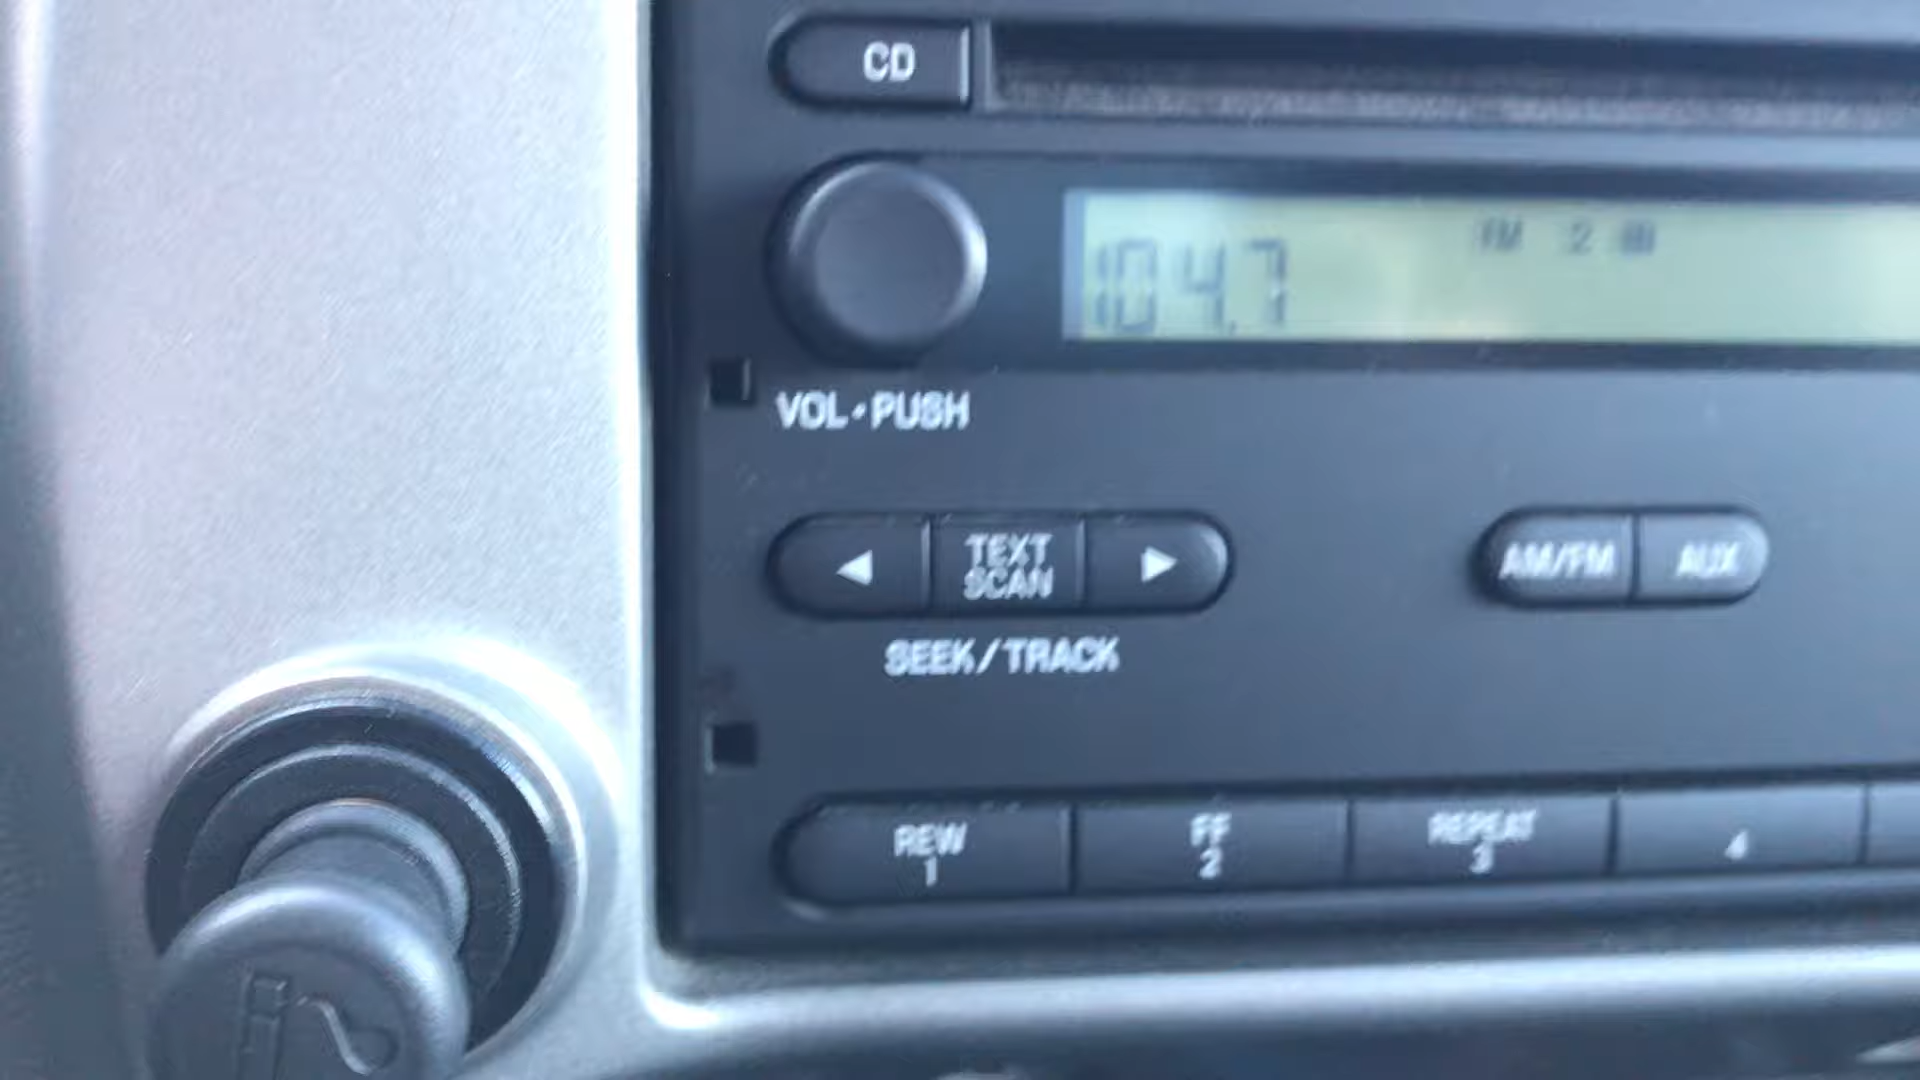 CD
FM 2
104.7
VOL•PUSH
TEXT
SCAN
AM/FM AUX
SEEK/TRACK
REW FF REPEAT
1 2 3 4